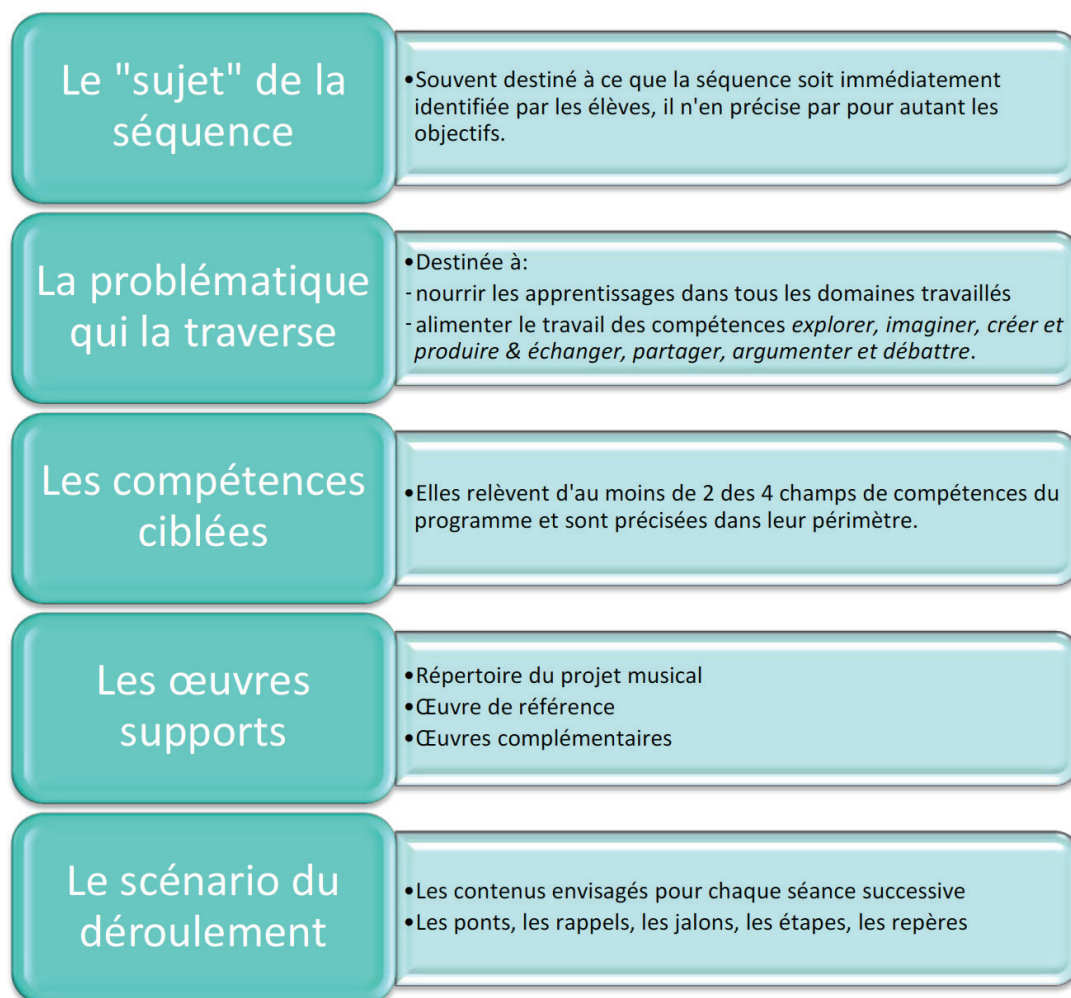 Le "sujet" de la
séquence
•Souvent destiné à ce que la séquence soit immédiatement
identifiée par les élèves, il n'en précise par pour autant les
objectifs.
La problématique
qui la traverse
•Destinée à:
- nourrir les apprentissages dans tous les domaines travaillés
- alimenter le travail des compétences explorer, imaginer, créer et
produire & échanger, partager, argumenter et débattre.
Les compétences
ciblées
•Elles relèvent d'au moins de 2 des 4 champs de compétences du
programme et sont précisées dans leur périmètre.
Les œuvres
supports
•Répertoire du projet musical
•Œuvre de référence
•Œuvres complémentaires
Le scénario du
déroulement
•Les contenus envisagés pour chaque séance successive
•Les ponts, les rappels, les jalons, les étapes, les repères